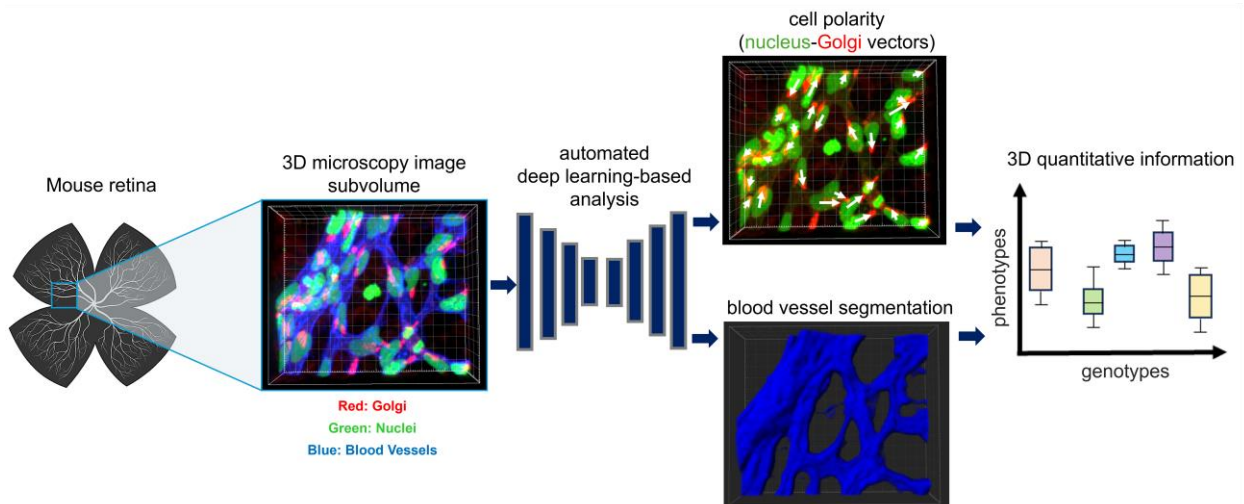 Mouse retina
3D microscopy image
subvolume
Red: Golgi
Green: Nuclei
Blue: Blood Vessels
automated
deep learning-based
analysis
cell polarity
(nucleus-Golgi vectors)
blood vessel segmentation
3D quantitative information
phenotypes
genotypes